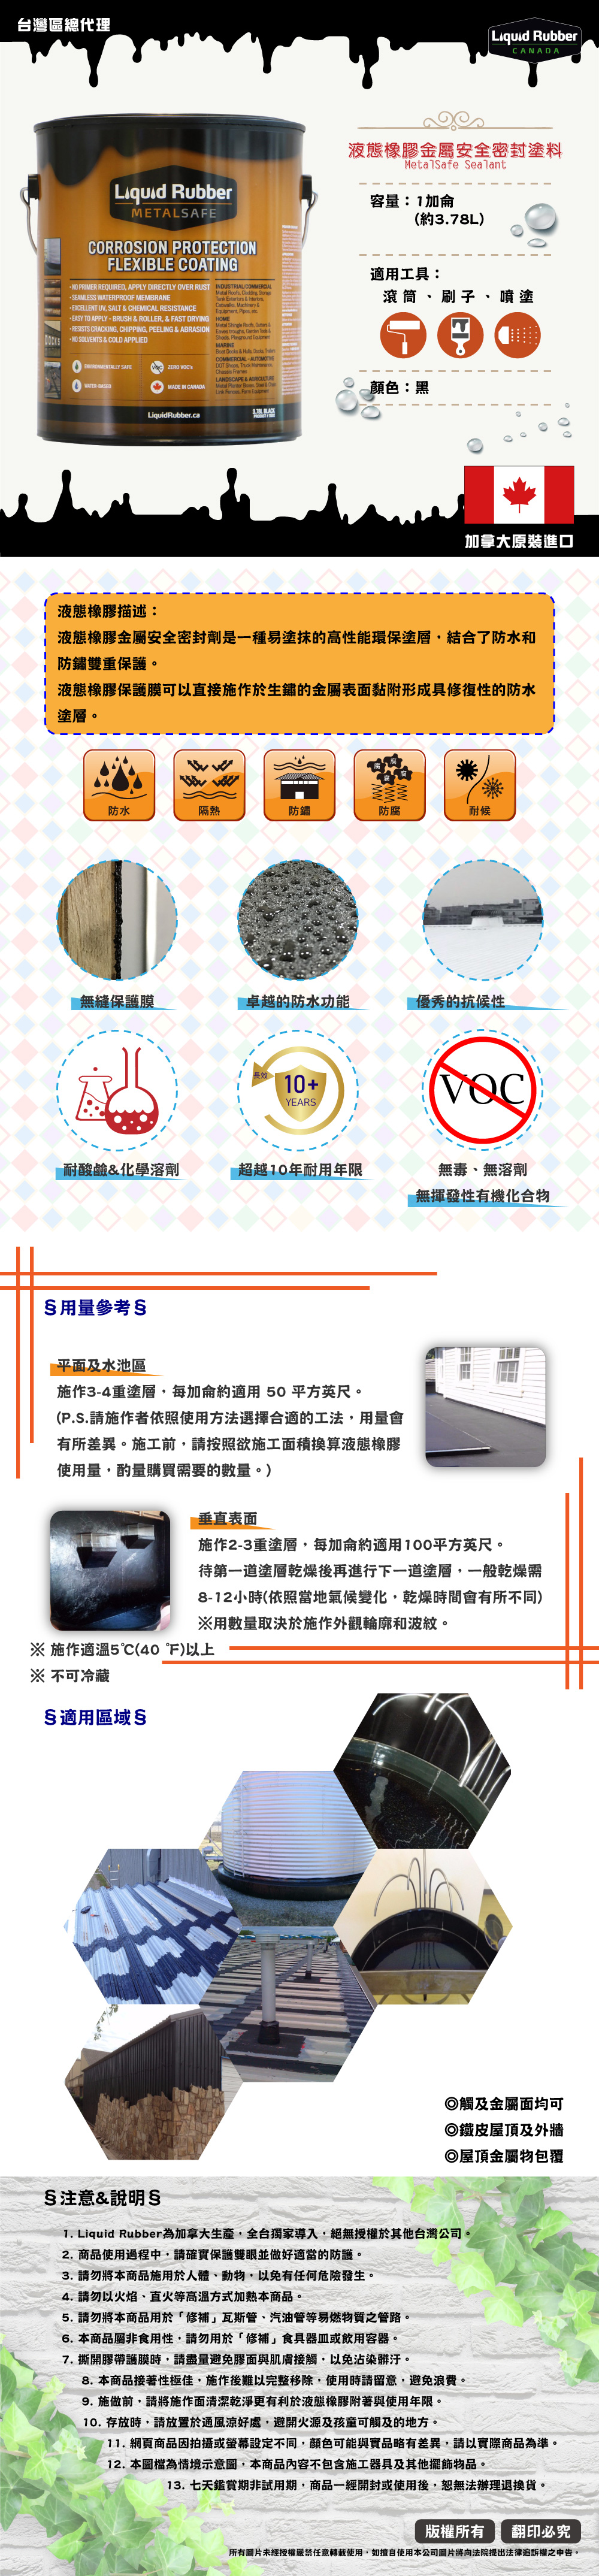 台灣區總代理
Liquid Rubber
CANADA
液態橡膠金屬安全密封塗料
MetalSafe Sealant
容量：1加侖
(約3.78L)
適用工具：
滾筒、刷子、噴塗
顏色：黑
Liquid Rubber
METALSAFE
CORROSION PROTECTION
FLEXIBLE COATING
· NO PRIMER REQUIRED, APPLY DIRECTLY OVER RUST
· SEAMLESS WATERPROOF MEMBRANE
· EXCELLENT UV, SALT & CHEMICAL RESISTANCE
· EASY TO APPLY - BRUSH & ROLLER, & FAST DRYING
· RESISTS CRACKING, CHIPPING, PEELING & ABRASION
· NO SOLVENTS & COLD APPLIED
INDUSTRIAL/COMMERCIAL
HOME
MARINE
COMMERCIAL - AUTOMOTIVE
LANDSCAPE & AGRICULTURE
ENVIRONMENTALLY SAFE
ZERO VOC's
WATER-BASED
MADE IN CANADA
LiquidRubber.ca
3.78L BLACK
加拿大原裝進口
液態橡膠描述：
液態橡膠金屬安全密封劑是一種易塗抹的高性能環保塗層，結合了防水和
防鏽雙重保護。
液態橡膠保護膜可以直接施作於生鏽的金屬表面黏附形成具修復性的防水
塗層。
防水
隔熱
防鏽
防腐
耐候
無縫保護膜
卓越的防水功能
優秀的抗候性
長效
10+
YEARS
VOC
耐酸鹼&化學溶劑
超越10年耐用年限
無毒、無溶劑
無揮發性有機化合物
§用量參考§
平面及水池區
施作3-4重塗層，每加侖約適用 50 平方英尺。
(P.S.請施作者依照使用方法選擇合適的工法，用量會
有所差異。施工前，請按照欲施工面積換算液態橡膠
使用量，酌量購買需要的數量。)
垂直表面
施作2-3重塗層，每加侖約適用100平方英尺。
待第一道塗層乾燥後再進行下一道塗層，一般乾燥需
8-12小時(依照當地氣候變化，乾燥時間會有所不同)
※用數量取決於施作外觀輪廓和波紋。
※ 施作適溫5℃(40 ℉)以上
※ 不可冷藏
§適用區域§
◎觸及金屬面均可
◎鐵皮屋頂及外牆
◎屋頂金屬物包覆
§注意&說明§
1. Liquid Rubber為加拿大生產，全台獨家導入，絕無授權於其他台灣公司。
2. 商品使用過程中，請確實保護雙眼並做好適當的防護。
3. 請勿將本商品施用於人體、動物，以免有任何危險發生。
4. 請勿以火焰、直火等高溫方式加熱本商品。
5. 請勿將本商品用於「修補」瓦斯管、汽油管等易燃物質之管路。
6. 本商品屬非食用性，請勿用於「修補」食具器皿或飲用容器。
7. 撕開膠帶護膜時，請盡量避免膠面與肌膚接觸，以免沾染髒汙。
8. 本商品接著性極佳，施作後難以完整移除，使用時請留意，避免浪費。
9. 施做前，請將施作面清潔乾淨更有利於液態橡膠附著與使用年限。
10. 存放時，請放置於通風涼好處，避開火源及孩童可觸及的地方。
11. 網頁商品因拍攝或螢幕設定不同，顏色可能與實品略有差異，請以實際商品為準。
12. 本圖檔為情境示意圖，本商品內容不包含施工器具及其他擺飾物品。
13. 七天鑑賞期非試用期，商品一經開封或使用後，恕無法辦理退換貨。
版權所有
翻印必究
所有圖片未經授權嚴禁任意轉載使用，如擅自使用本公司圖片將向法院提出法律追訴權之申告。